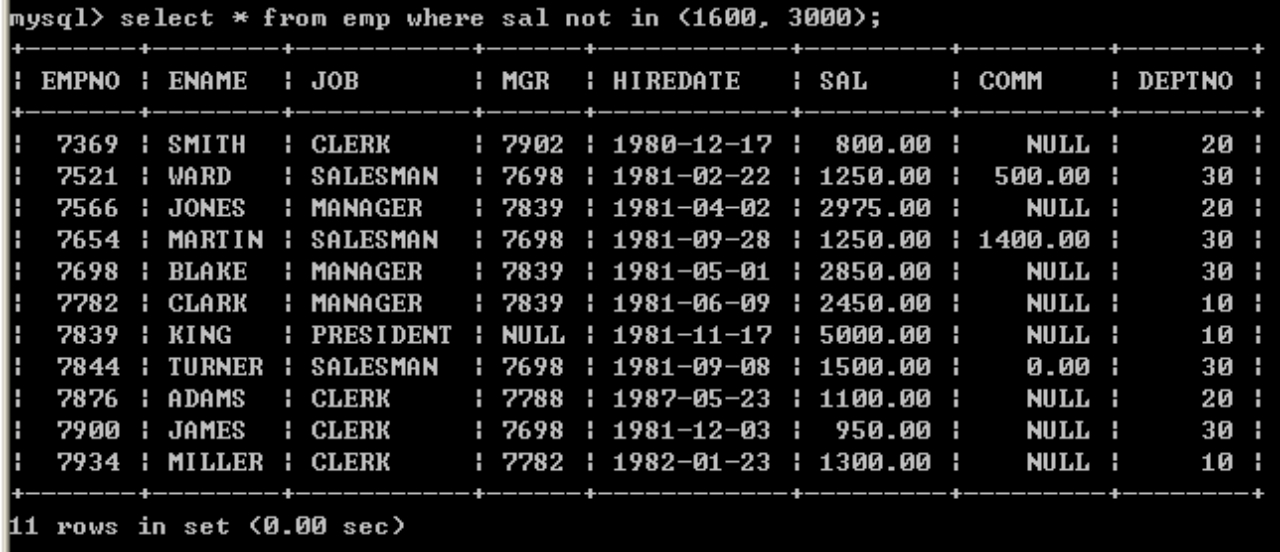 mysql> select * from emp where sal not in (1600, 3000);
+-------+--------+-----------+------+------------+---------+---------+--------+
| EMPNO | ENAME  | JOB       | MGR  | HIREDATE   | SAL     | COMM    | DEPTNO |
+-------+--------+-----------+------+------------+---------+---------+--------+
|  7369 | SMITH  | CLERK     | 7902 | 1980-12-17 |  800.00 |    NULL |     20 |
|  7521 | WARD   | SALESMAN  | 7698 | 1981-02-22 | 1250.00 |  500.00 |     30 |
|  7566 | JONES  | MANAGER   | 7839 | 1981-04-02 | 2975.00 |    NULL |     20 |
|  7654 | MARTIN | SALESMAN  | 7698 | 1981-09-28 | 1250.00 | 1400.00 |     30 |
|  7698 | BLAKE  | MANAGER   | 7839 | 1981-05-01 | 2850.00 |    NULL |     30 |
|  7782 | CLARK  | MANAGER   | 7839 | 1981-06-09 | 2450.00 |    NULL |     10 |
|  7839 | KING   | PRESIDENT | NULL | 1981-11-17 | 5000.00 |    NULL |     10 |
|  7844 | TURNER | SALESMAN  | 7698 | 1981-09-08 | 1500.00 |    0.00 |     30 |
|  7876 | ADAMS  | CLERK     | 7788 | 1987-05-23 | 1100.00 |    NULL |     20 |
|  7900 | JAMES  | CLERK     | 7698 | 1981-12-03 |  950.00 |    NULL |     30 |
|  7934 | MILLER | CLERK     | 7782 | 1982-01-23 | 1300.00 |    NULL |     10 |
+-------+--------+-----------+------+------------+---------+---------+--------+
11 rows in set (0.00 sec)